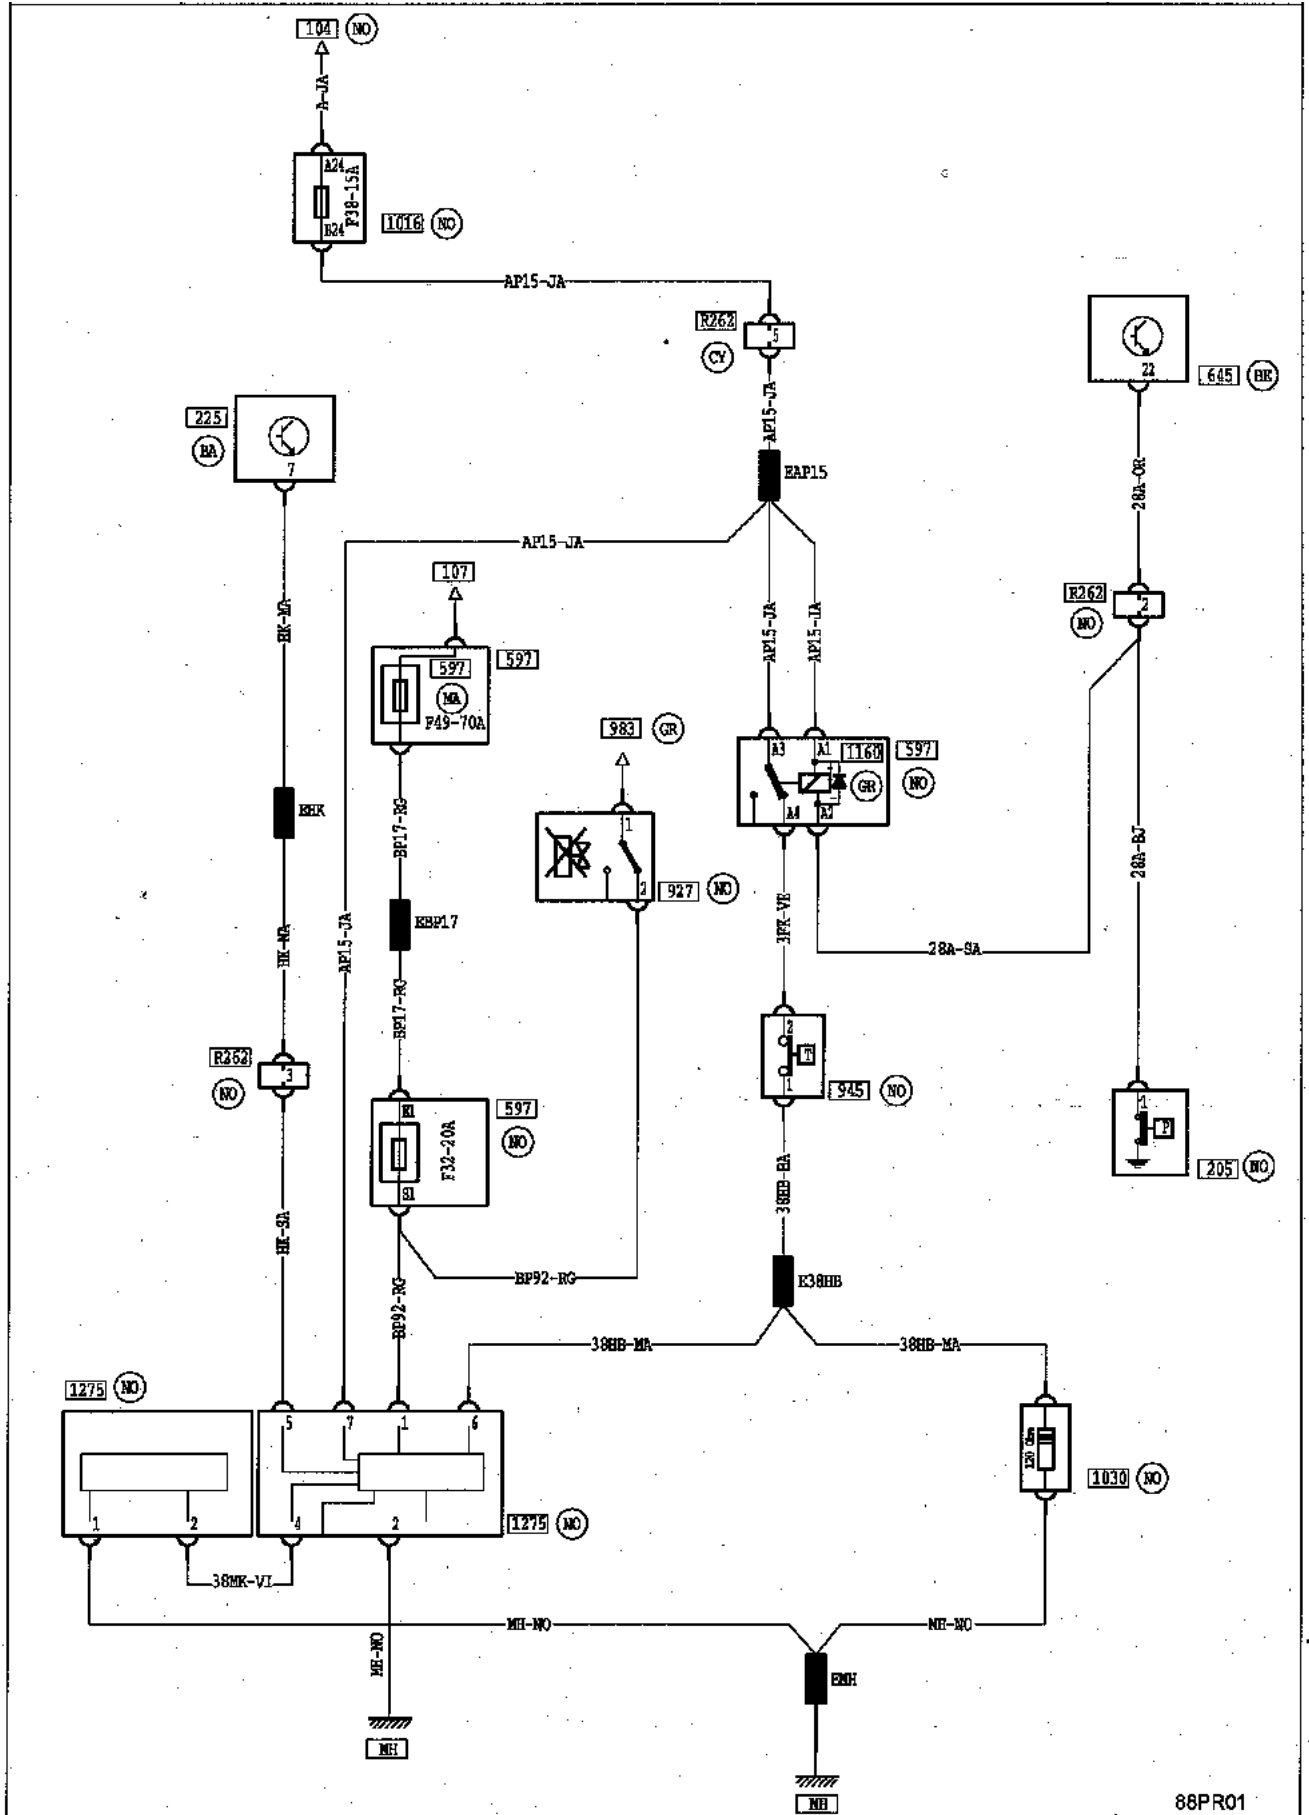 104 NO
A-JA
A24
F38-15A
B24
1016 NO
AP15-JA
R262
5
CY
AP15-JA
22
645 BE
225
BA
7
28A-OR
EAP15
AP15-JA
107
R262
2
NO
HK-MA
AP15-JA
AP15-JA
597
597
MA
F49-70A
983 GR
A3
A1
1160
597
GR
NO
A4
A2
EHK
BP17-RG
1
2
927 NO
28A-BJ
3FK-VE
EBP17
HK-MA
AP15-JA
28A-SA
BP17-RG
R262
3
NO
2
T
1
945 NO
E1
F32-20A
S1
597
NO
1
P
205 NO
38HB-BA
HK-SA
BP92-RG
BP92-RG
E38HB
38HB-MA
38HB-MA
1275 NO
5
7
1
6
120 Ohm
1030 NO
1
2
4
2
1275 NO
38MK-VI
MH-NO
MH-NO
MH-NO
EMH
MH
MH
88PR01